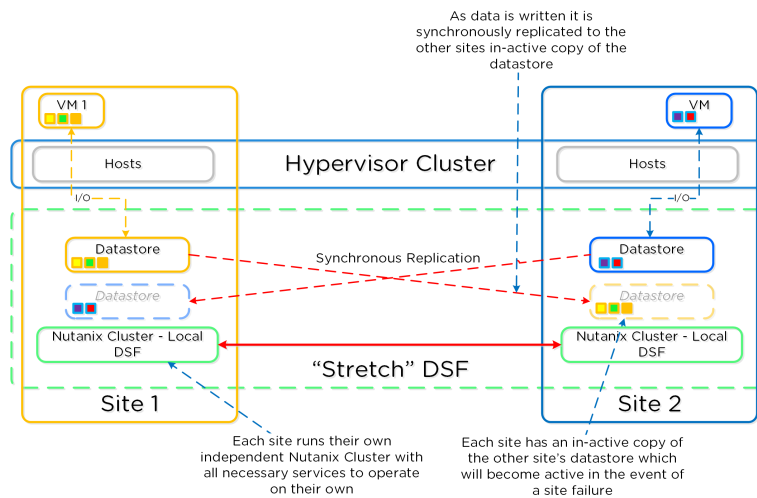 As data is written it is
synchronously replicated to the
other sites in-active copy of the
datastore
VM 1
VM
Hosts
Hypervisor Cluster
Hosts
I/O
I/O
Datastore
Synchronous Replication
Datastore
Datastore
Datastore
Nutanix Cluster - Local
DSF
Nutanix Cluster - Local
DSF
“Stretch” DSF
Site 1
Site 2
Each site runs their own
independent Nutanix Cluster with
all necessary services to operate
on their own
Each site has an in-active copy of
the other site’s datastore which
will become active in the event of
a site failure